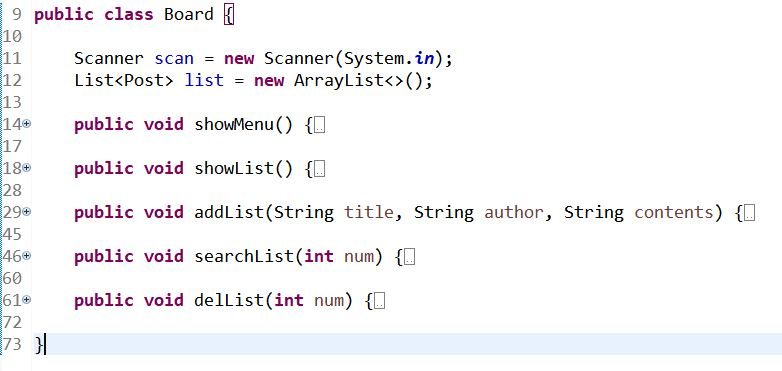 9 public class Board {
10
11 Scanner scan = new Scanner(System.in);
12 List<Post> list = new ArrayList<>();
13
14 public void showMenu() {..
17
18 public void showList() {..
28
29 public void addList(String title, String author, String contents) {..
45
46 public void searchList(int num) {..
60
61 public void delList(int num) {..
72
73 }